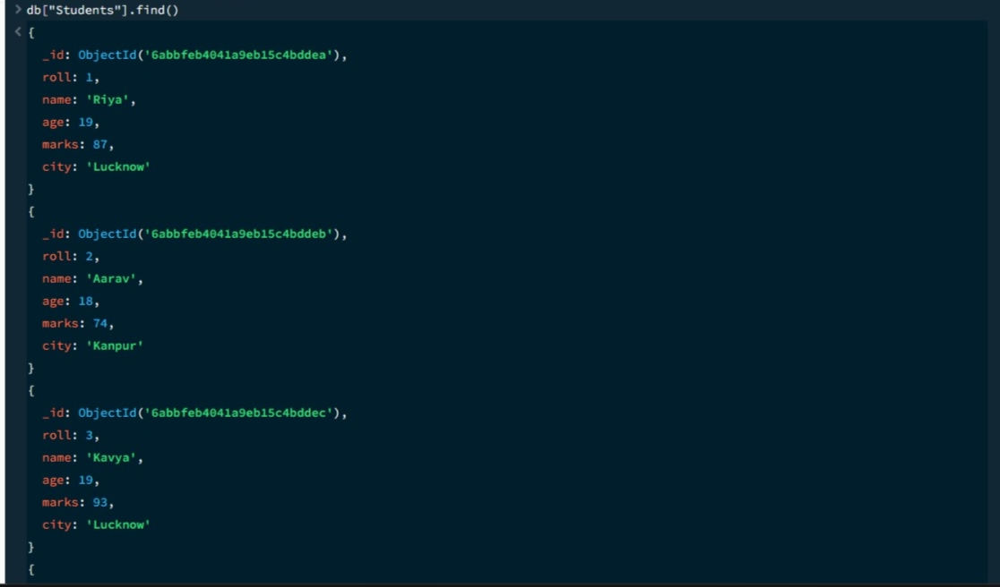 > db["Students"].find()
< {
_id: ObjectId('6abbfeb4041a9eb15c4bddea'),
roll: 1,
name: 'Riya',
age: 19,
marks: 87,
city: 'Lucknow'
}
{
_id: ObjectId('6abbfeb4041a9eb15c4bddeb'),
roll: 2,
name: 'Aarav',
age: 18,
marks: 74,
city: 'Kanpur'
}
{
_id: ObjectId('6abbfeb4041a9eb15c4bddec'),
roll: 3,
name: 'Kavya',
age: 19,
marks: 93,
city: 'Lucknow'
}
{